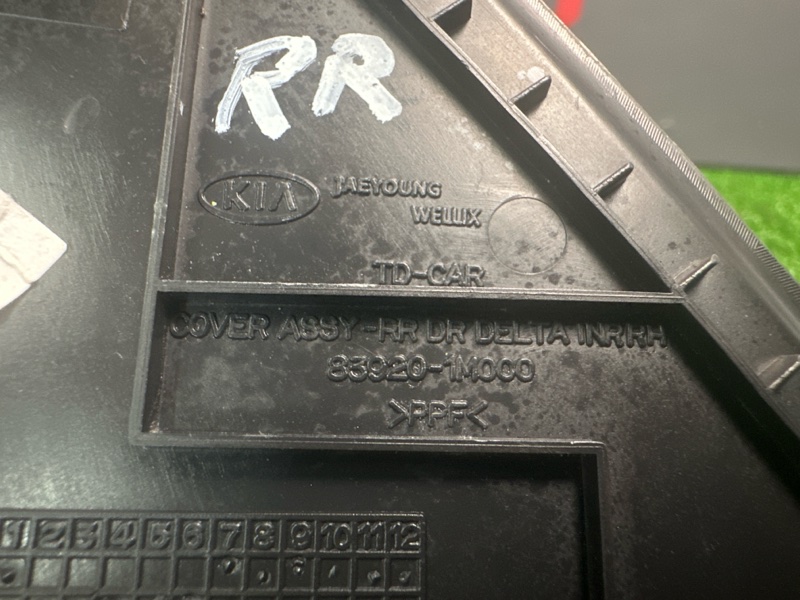 RR
KIA
JAEYOUNG
WELLIX
TD-CAR
COVER ASSY-RR DR DELTA INR RH
83920-1M000
>PPF<
1 2 3 4 5 6 7 8 9 10 11 12